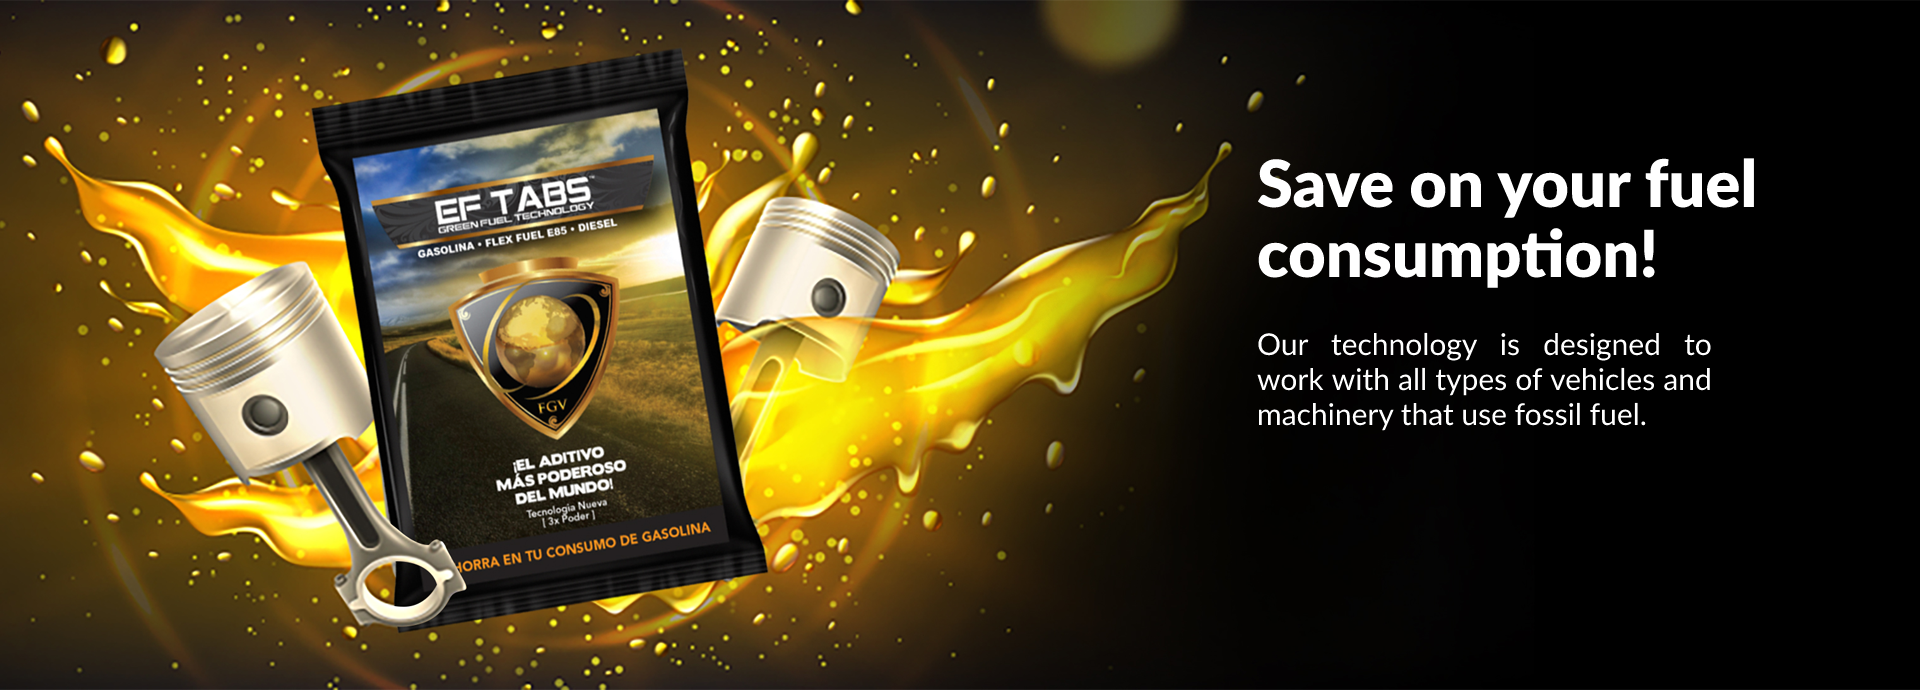 EF TABS™
GREEN FUEL TECHNOLOGY
GASOLINA • FLEX FUEL E85 • DIESEL
FGV
¡EL ADITIVO
MÁS PODEROSO
DEL MUNDO!
Tecnología Nueva
[ 3x Poder ]
HORRA EN TU CONSUMO DE GASOLINA
Save on your fuel
consumption!
Our technology is designed to
work with all types of vehicles and
machinery that use fossil fuel.